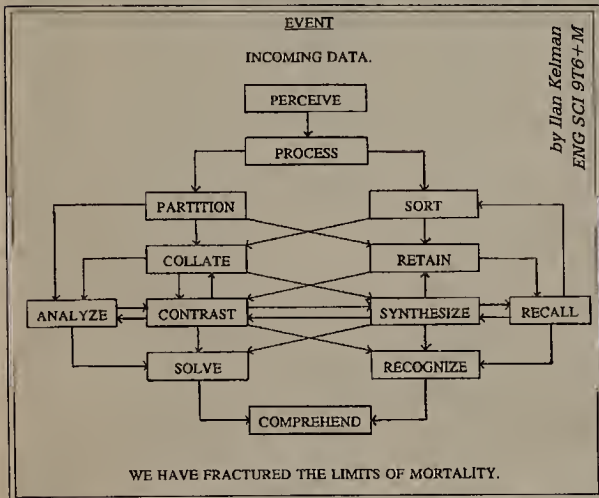 EVENT
INCOMING DATA.
by Ilan Kelman
ENG SCI 9T6+M
PERCEIVE
PROCESS
PARTITION
SORT
COLLATE
RETAIN
ANALYZE
CONTRAST
SYNTHESIZE
RECALL
SOLVE
RECOGNIZE
COMPREHEND
WE HAVE FRACTURED THE LIMITS OF MORTALITY.